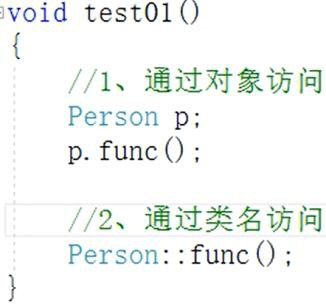 void test01()
{
//1、通过对象访问
Person p;
p.func();
//2、通过类名访问
Person::func();
}